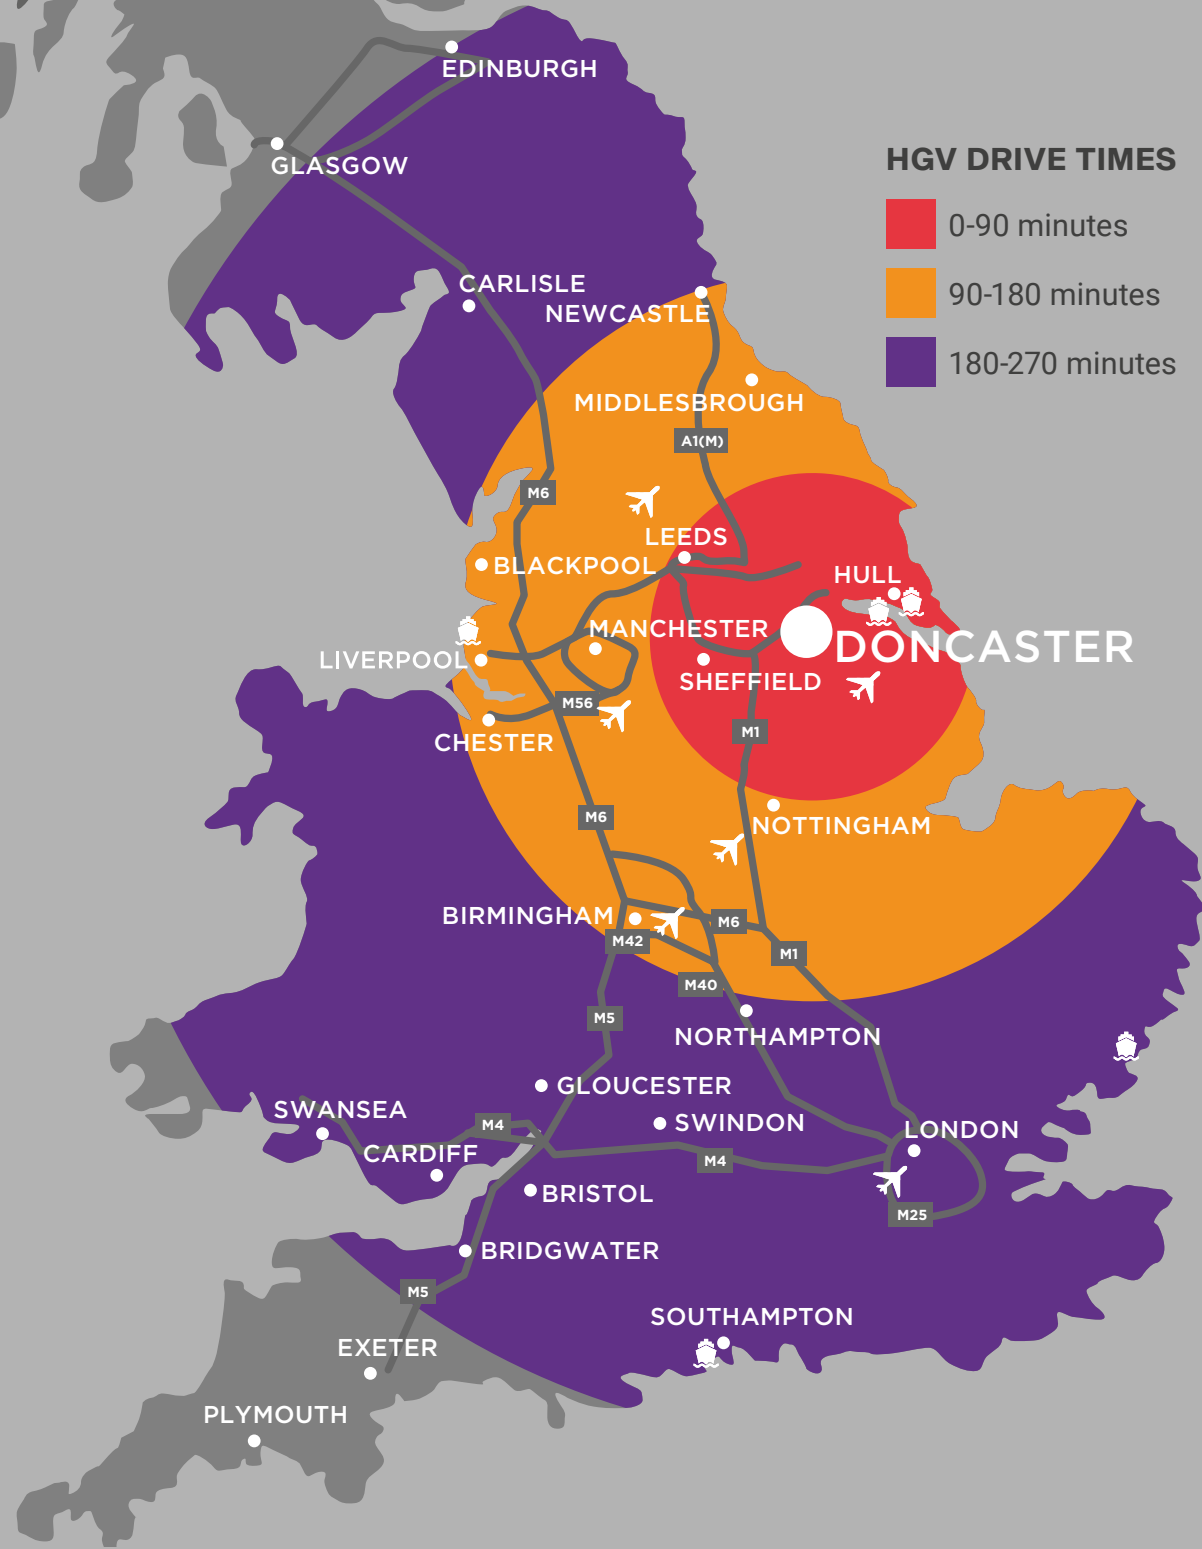 EDINBURGH
HGV DRIVE TIMES
GLASGOW
0-90 minutes
CARLISLE
90-180 minutes
NEWCASTLE
180-270 minutes
MIDDLESBROUGH
A1(M)
M6
LEEDS
BLACKPOOL
HULL
MANCHESTER
DONCASTER
LIVERPOOL
SHEFFIELD
M56
M1
CHESTER
M6
NOTTINGHAM
BIRMINGHAM
M6
M42
M1
M40
M5
NORTHAMPTON
GLOUCESTER
SWANSEA
M4
SWINDON
LONDON
CARDIFF
M4
BRISTOL
M25
BRIDGWATER
M5
SOUTHAMPTON
EXETER
PLYMOUTH